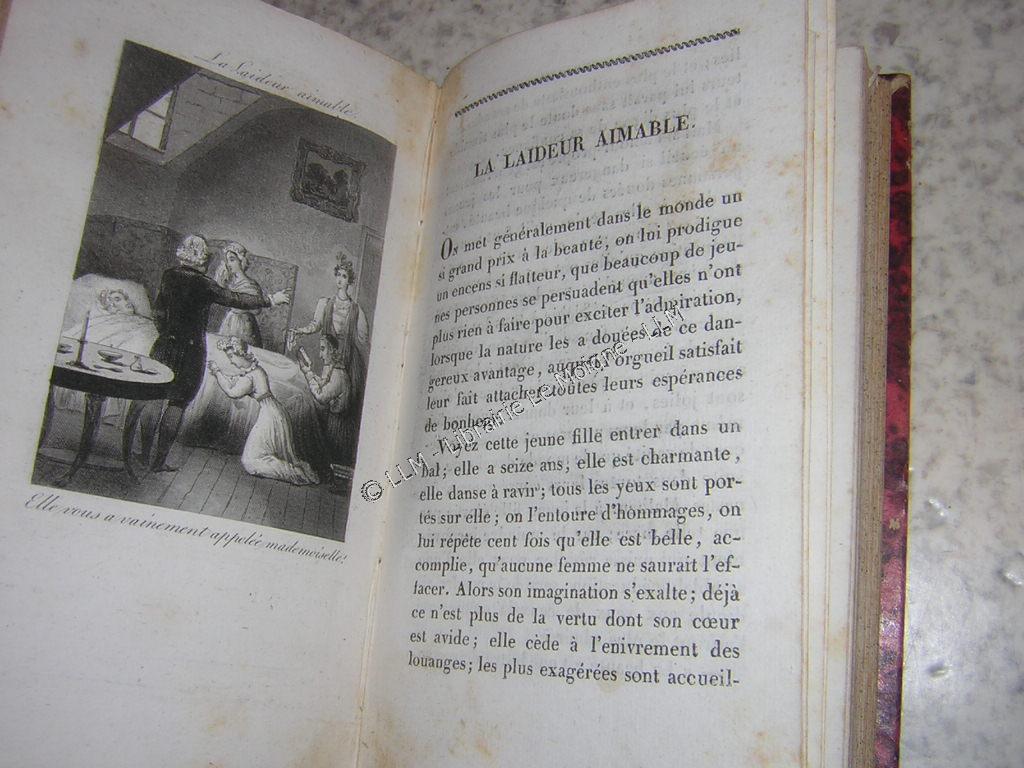 La Laideur aimable.
Elle vous a vainement appelée mademoiselle!
LA LAIDEUR AIMABLE.
On met généralement dans le monde un
si grand prix à la beauté, on lui prodigue
un encens si flatteur, que beaucoup de jeu-
nes personnes se persuadent qu'elles n'ont
plus rien à faire pour exciter l'admiration,
lorsque la nature les a douées de ce dan-
gereux avantage, auquel l'orgueil satisfait
leur fait attacher toutes leurs espérances
de bonheur.
Voyez cette jeune fille entrer dans un
bal; elle a seize ans, elle est charmante,
elle danse à ravir; tous les yeux sont por-
tés sur elle; on l'entoure d'hommages, on
lui répète cent fois qu'elle est belle, ac-
complie, qu'aucune femme ne saurait l'ef-
facer. Alors son imagination s'exalte; déjà
ce n'est plus de la vertu dont son cœur
est avide; elle cède à l'enivrement des
louanges; les plus exagérées sont accueil-
© LLM - Librairie Le Moigne - LLM